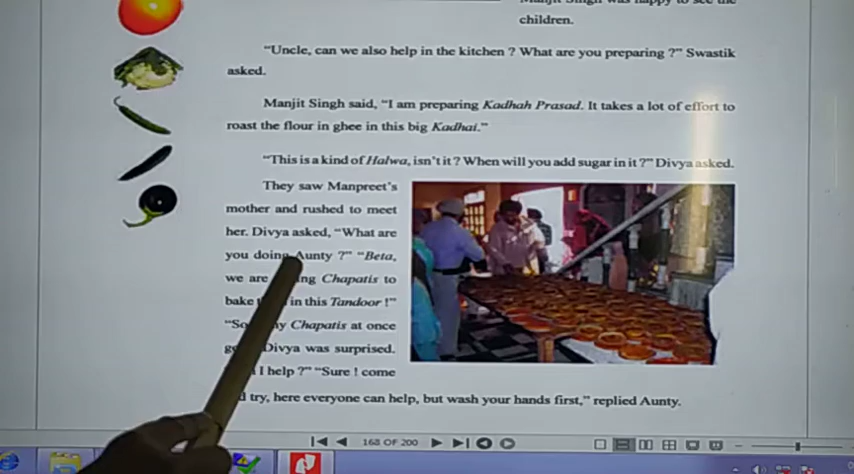 children.
"Uncle, can we also help in the kitchen ? What are you preparing ?" Swastik
asked.
Manjit Singh said, "I am preparing Kadhah Prasad. It takes a lot of effort to
roast the flour in ghee in this big Kadhai."
"This is a kind of Halwa, isn't it ? When will you add sugar in it ?" Divya asked.
They saw Manpreet's
mother and rushed to meet
her. Divya asked, "What are
you doing Aunty ?" "Beta,
we are Chapatis to
bake in this Tandoor !"
Chapatis at once
Divya was surprised.
I help ?" "Sure ! come
try, here everyone can help, but wash your hands first," replied Aunty.
168 OF 200